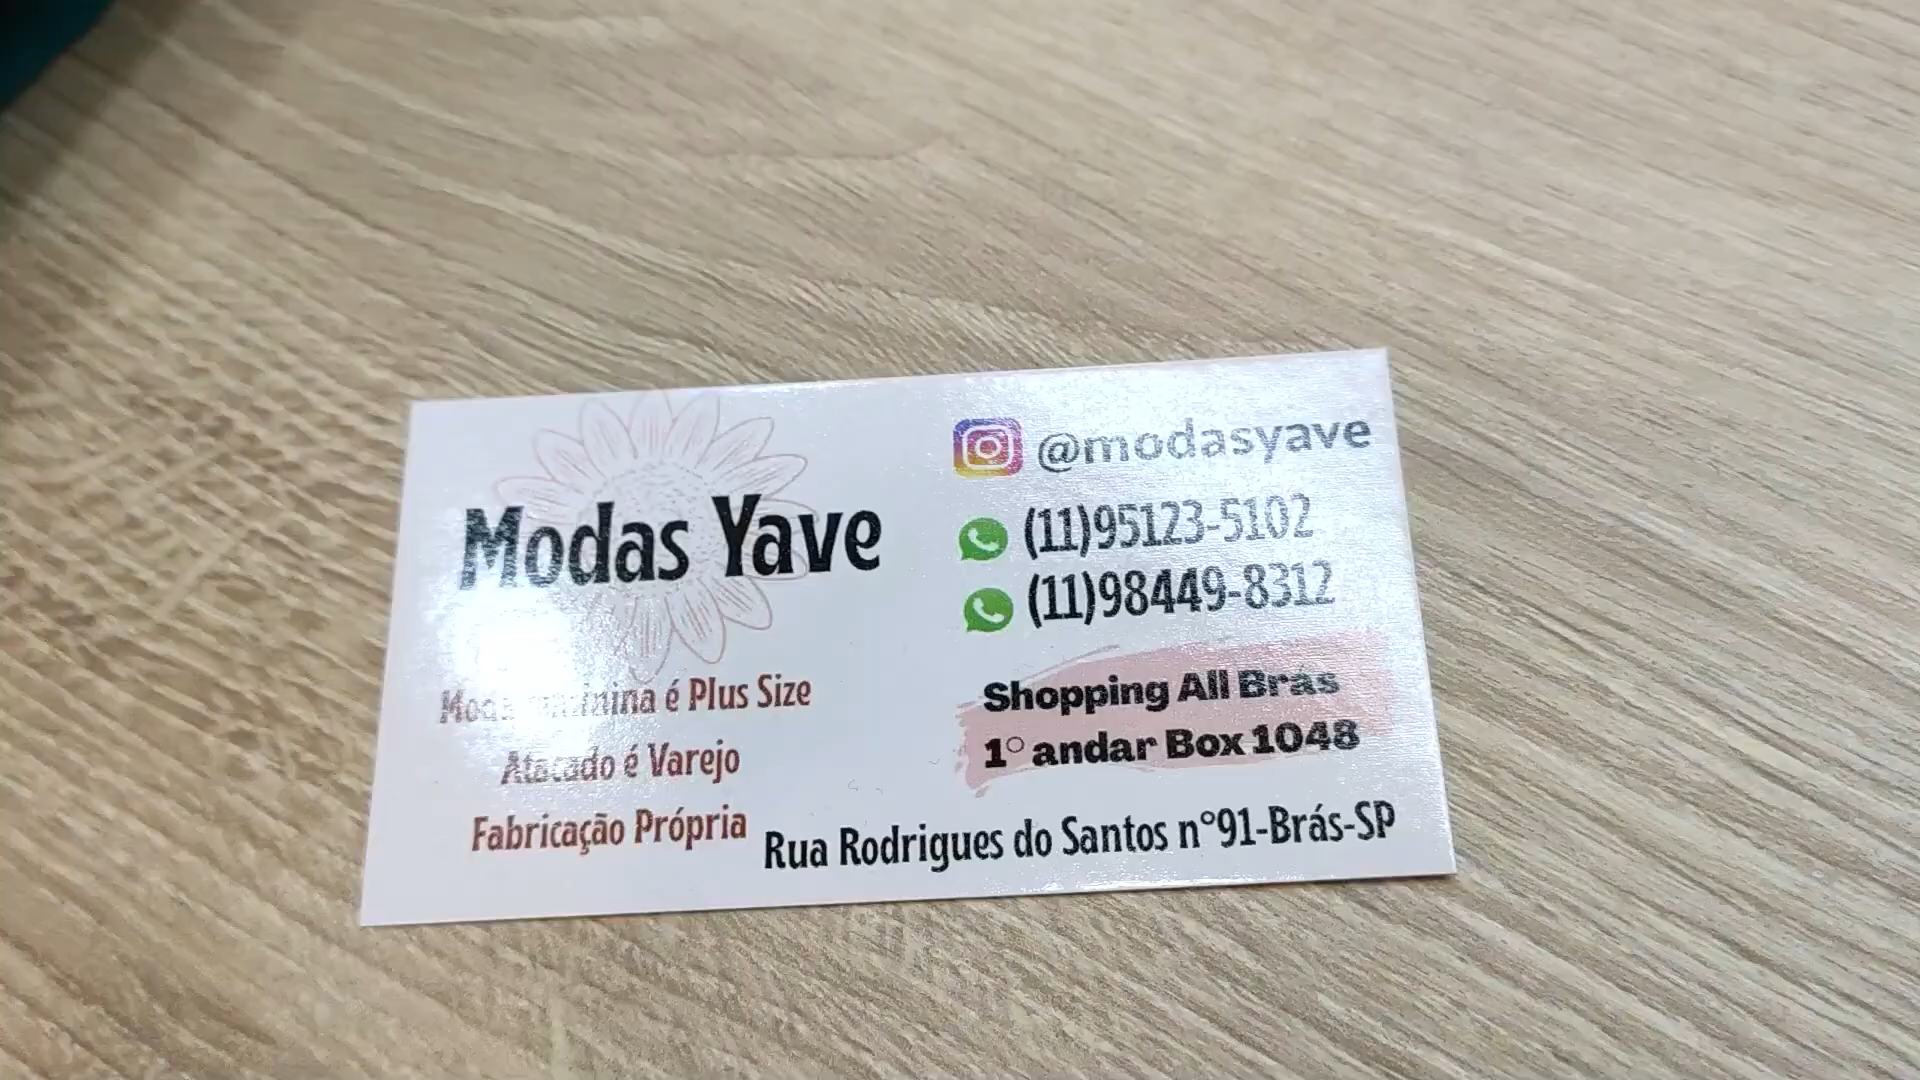 Modas Yave
é Plus Size
Atacado é Varejo
Fabricação Própria
@modasyave
(11)95123-5102
(11)98449-8312
Shopping All Brás
1° andar Box 1048
Rua Rodrigues do Santos n°91-Brás-SP